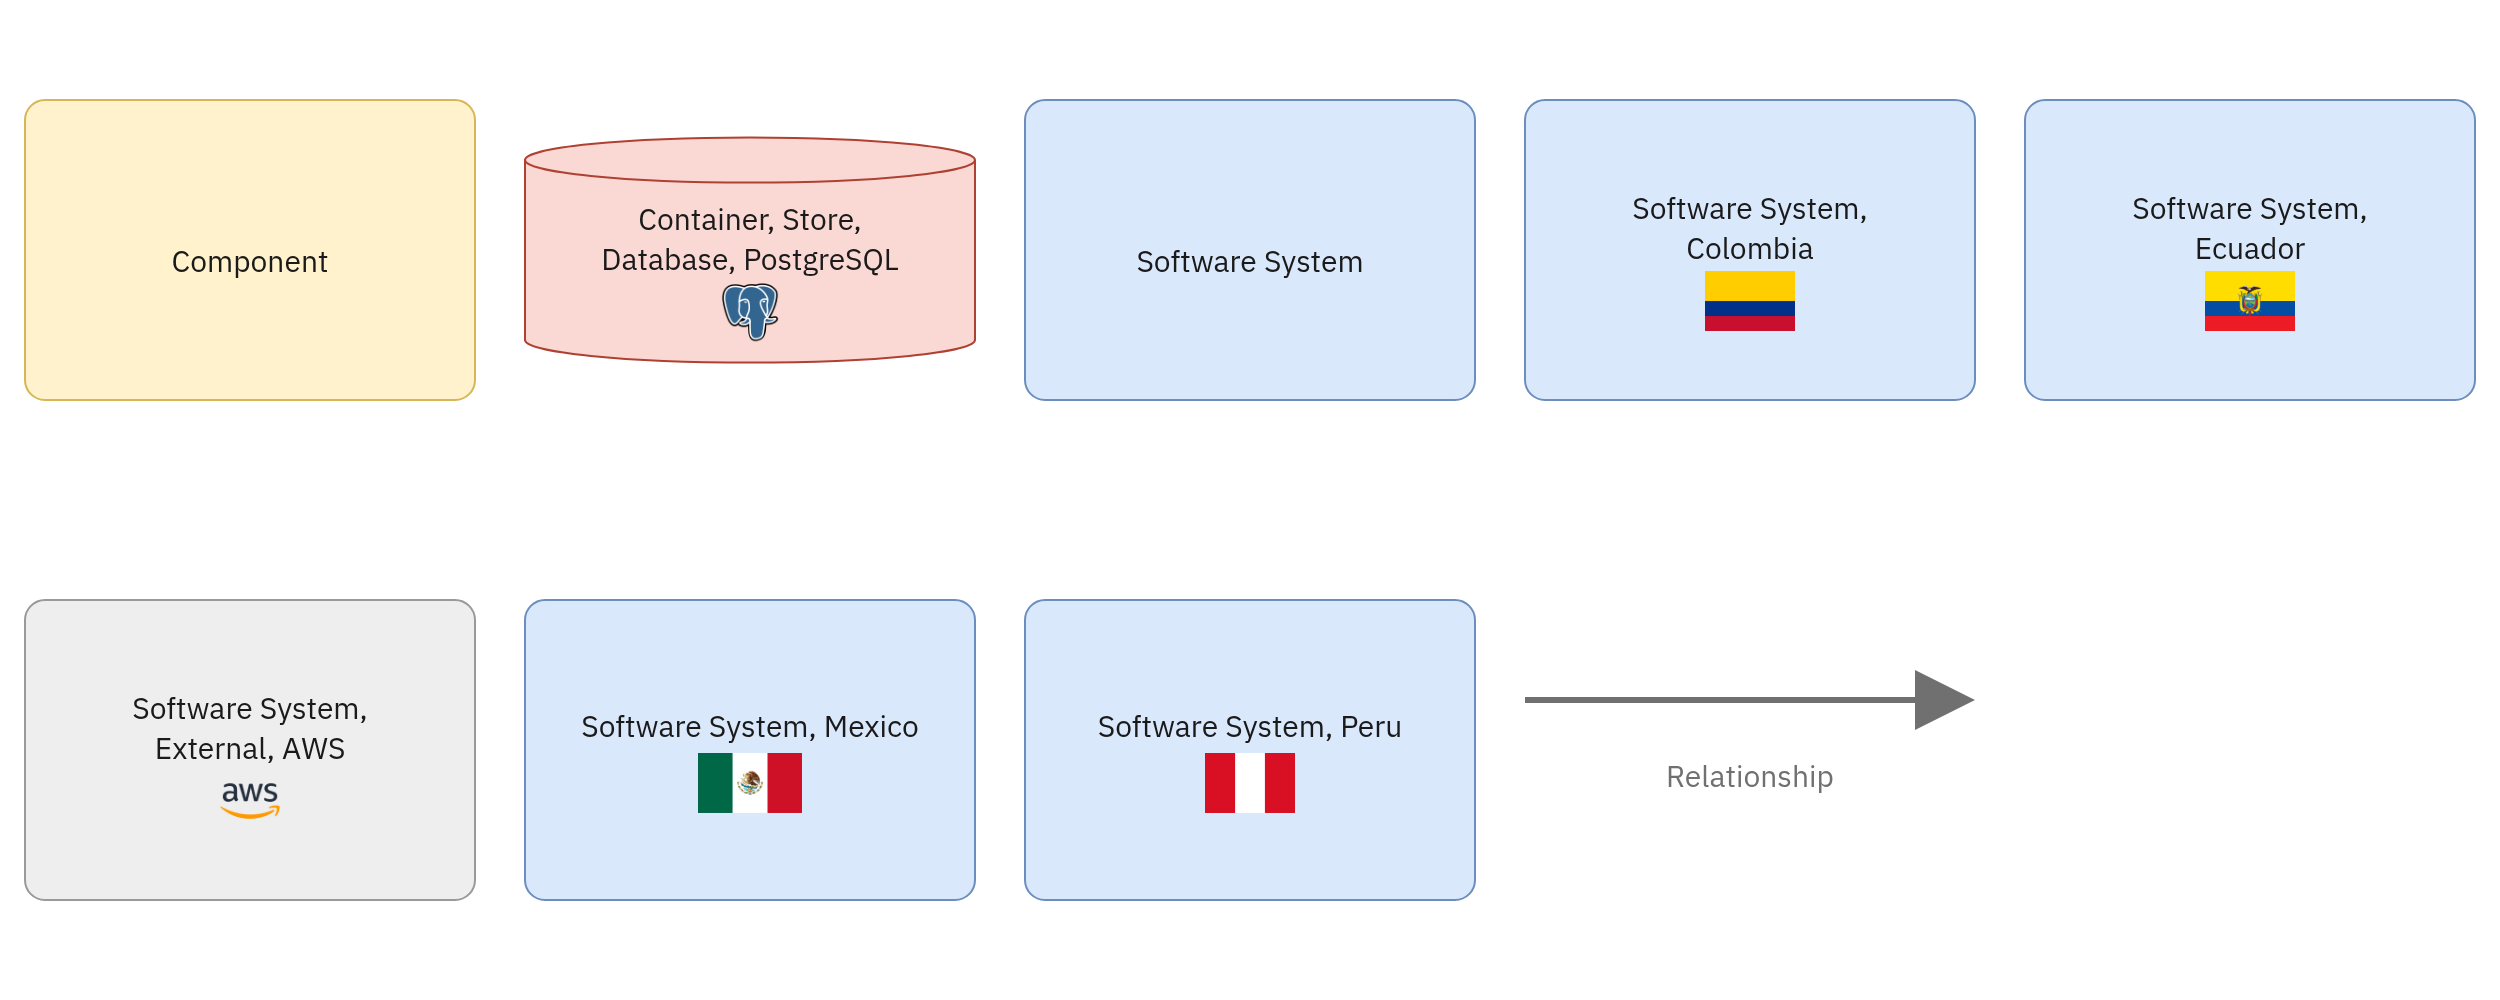 Component
Container, Store,
Database, PostgreSQL
Software System
Software System,
Colombia
Software System,
Ecuador
Software System,
External, AWS
aws
Software System, Mexico
Software System, Peru
Relationship